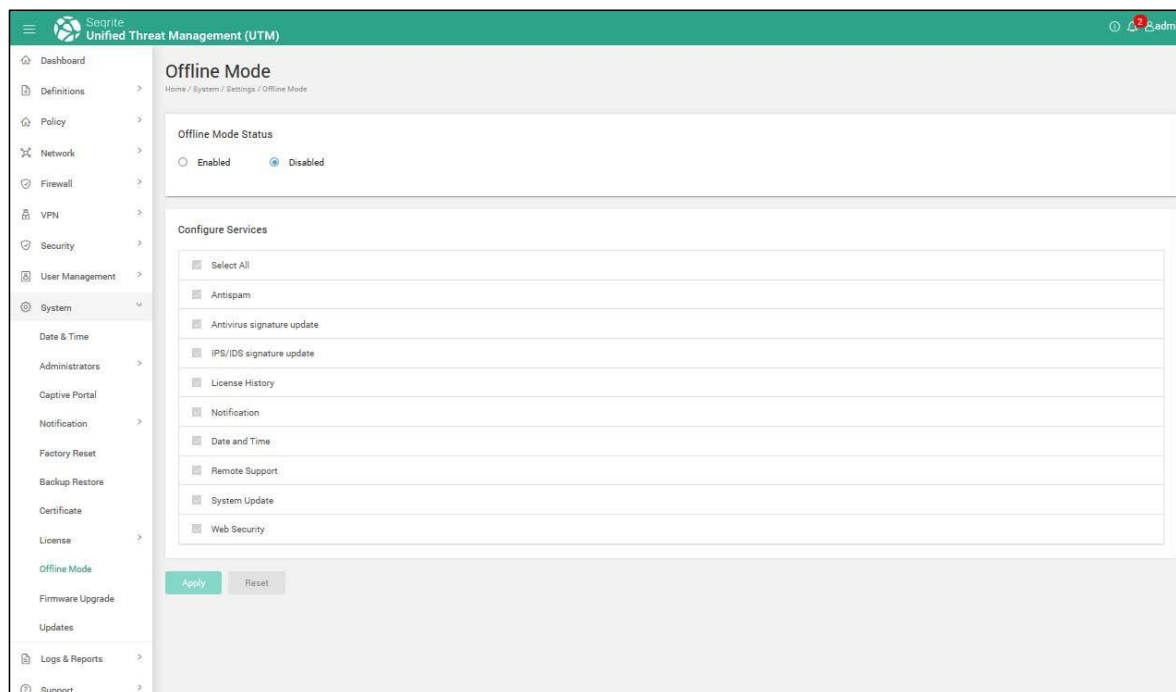 Seqrite
Unified Threat Management (UTM)
2
adm
Dashboard
Definitions
Policy
Network
Firewall
VPN
Security
User Management
System
Date & Time
Administrators
Captive Portal
Notification
Factory Reset
Backup Restore
Certificate
License
Offline Mode
Firmware Upgrade
Updates
Logs & Reports
Support
Offline Mode
Home / System / Settings / Offline Mode
Offline Mode Status
Enabled Disabled
Configure Services
Select All
Antispam
Antivirus signature update
IPS/IDS signature update
License History
Notification
Date and Time
Remote Support
System Update
Web Security
Apply Reset